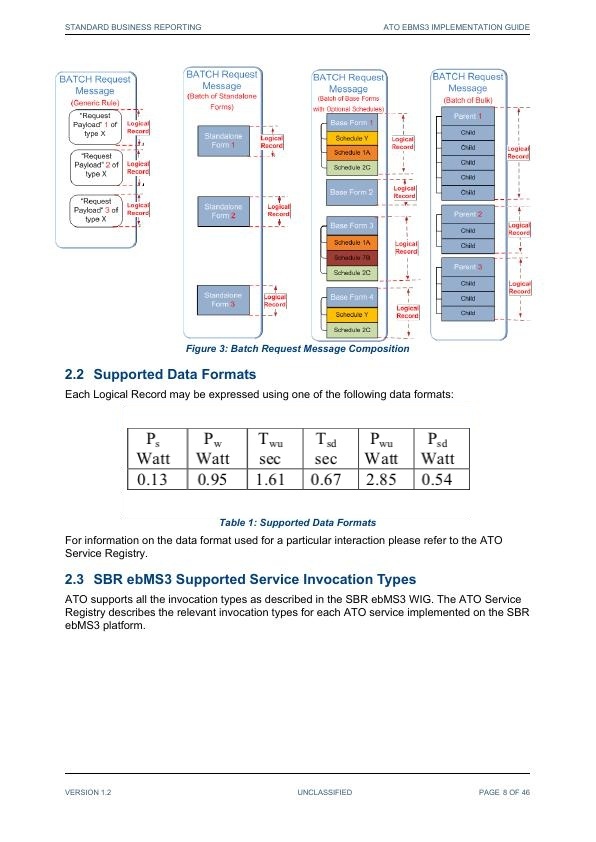 STANDARD BUSINESS REPORTING
ATO EBMS3 IMPLEMENTATION GUIDE
BATCH Request
Message
(Generic Rule)
"Request
Payload" 1 of
type X
Logical
Record
"Request
Payload" 2 of
type X
Logical
Record
"Request
Payload" 3 of
type X
Logical
Record
BATCH Request
Message
(Batch of Standalone
Forms)
Standalone
Form 1
Logical
Record
Standalone
Form 2
Logical
Record
Standalone
Form 3
Logical
Record
BATCH Request
Message
(Batch of Base Forms
with Optional Schedules)
Base Form 1
Schedule Y
Schedule 1A
Schedule 2C
Logical
Record
Base Form 2
Logical
Record
Base Form 3
Schedule 1A
Schedule 7B
Schedule 2C
Logical
Record
Base Form 4
Schedule Y
Schedule 2C
Logical
Record
BATCH Request
Message
(Batch of Bulk)
Parent 1
Child
Child
Child
Child
Child
Logical
Record
Parent 2
Child
Child
Logical
Record
Parent 3
Child
Child
Child
Logical
Record
Figure 3: Batch Request Message Composition
2.2 Supported Data Formats
Each Logical Record may be expressed using one of the following data formats:
Ps Pw Twu Tsd Pwu Psd
Watt Watt sec sec Watt Watt
0.13 0.95 1.61 0.67 2.85 0.54
Table 1: Supported Data Formats
For information on the data format used for a particular interaction please refer to the ATO
Service Registry.
2.3 SBR ebMS3 Supported Service Invocation Types
ATO supports all the invocation types as described in the SBR ebMS3 WIG. The ATO Service
Registry describes the relevant invocation types for each ATO service implemented on the SBR
ebMS3 platform.
VERSION 1.2
UNCLASSIFIED
PAGE 8 OF 46